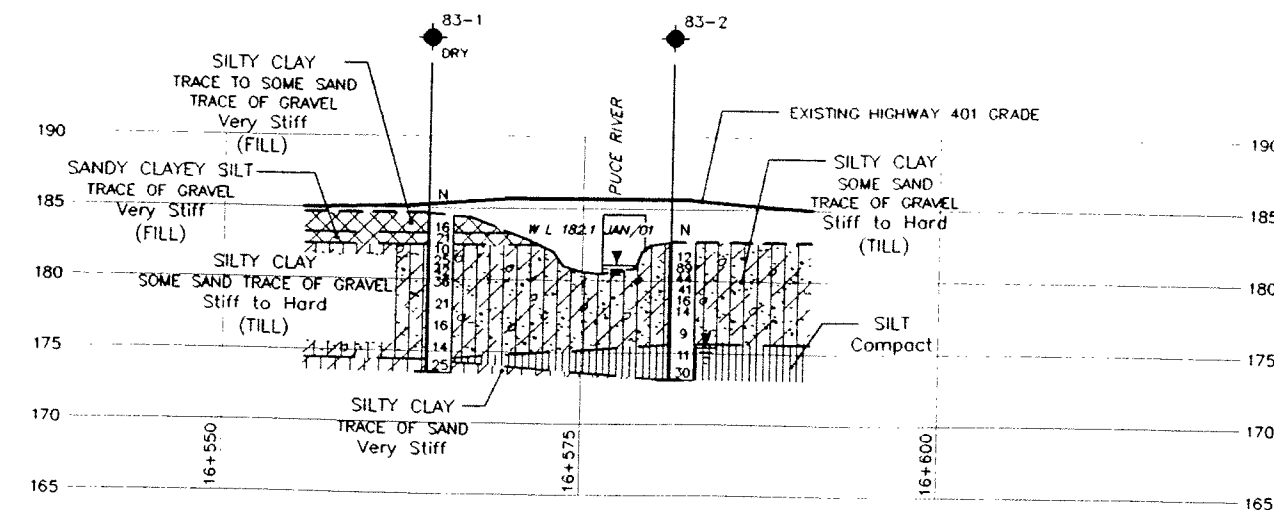 83-1
DRY
83-2
SILTY CLAY
TRACE TO SOME SAND
TRACE OF GRAVEL
Very Stiff
(FILL)
EXISTING HIGHWAY 401 GRADE
PUCE RIVER
190
190
SANDY CLAYEY SILT
TRACE OF GRAVEL
Very Stiff
(FILL)
SILTY CLAY
SOME SAND
TRACE OF GRAVEL
Stiff to Hard
(TILL)
185
185
N
N
W L 182.1 JAN/01
16
21
10
36
21
16
14
25
12
89
44
41
16
14
9
11
30
SILTY CLAY
SOME SAND TRACE OF GRAVEL
Stiff to Hard
(TILL)
180
180
SILT
Compact
175
175
SILTY CLAY
TRACE OF SAND
Very Stiff
170
170
16+550
16+575
16+600
165
165